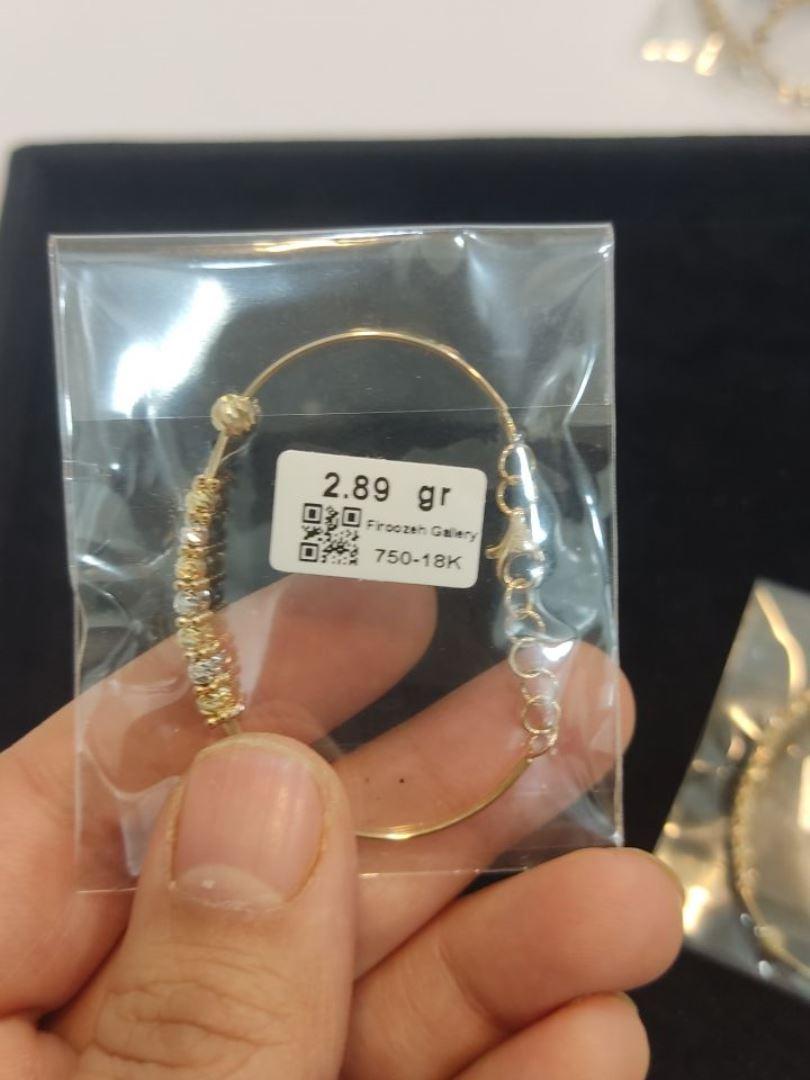 2.89 gr
Firoozeh Gallery
750-18K